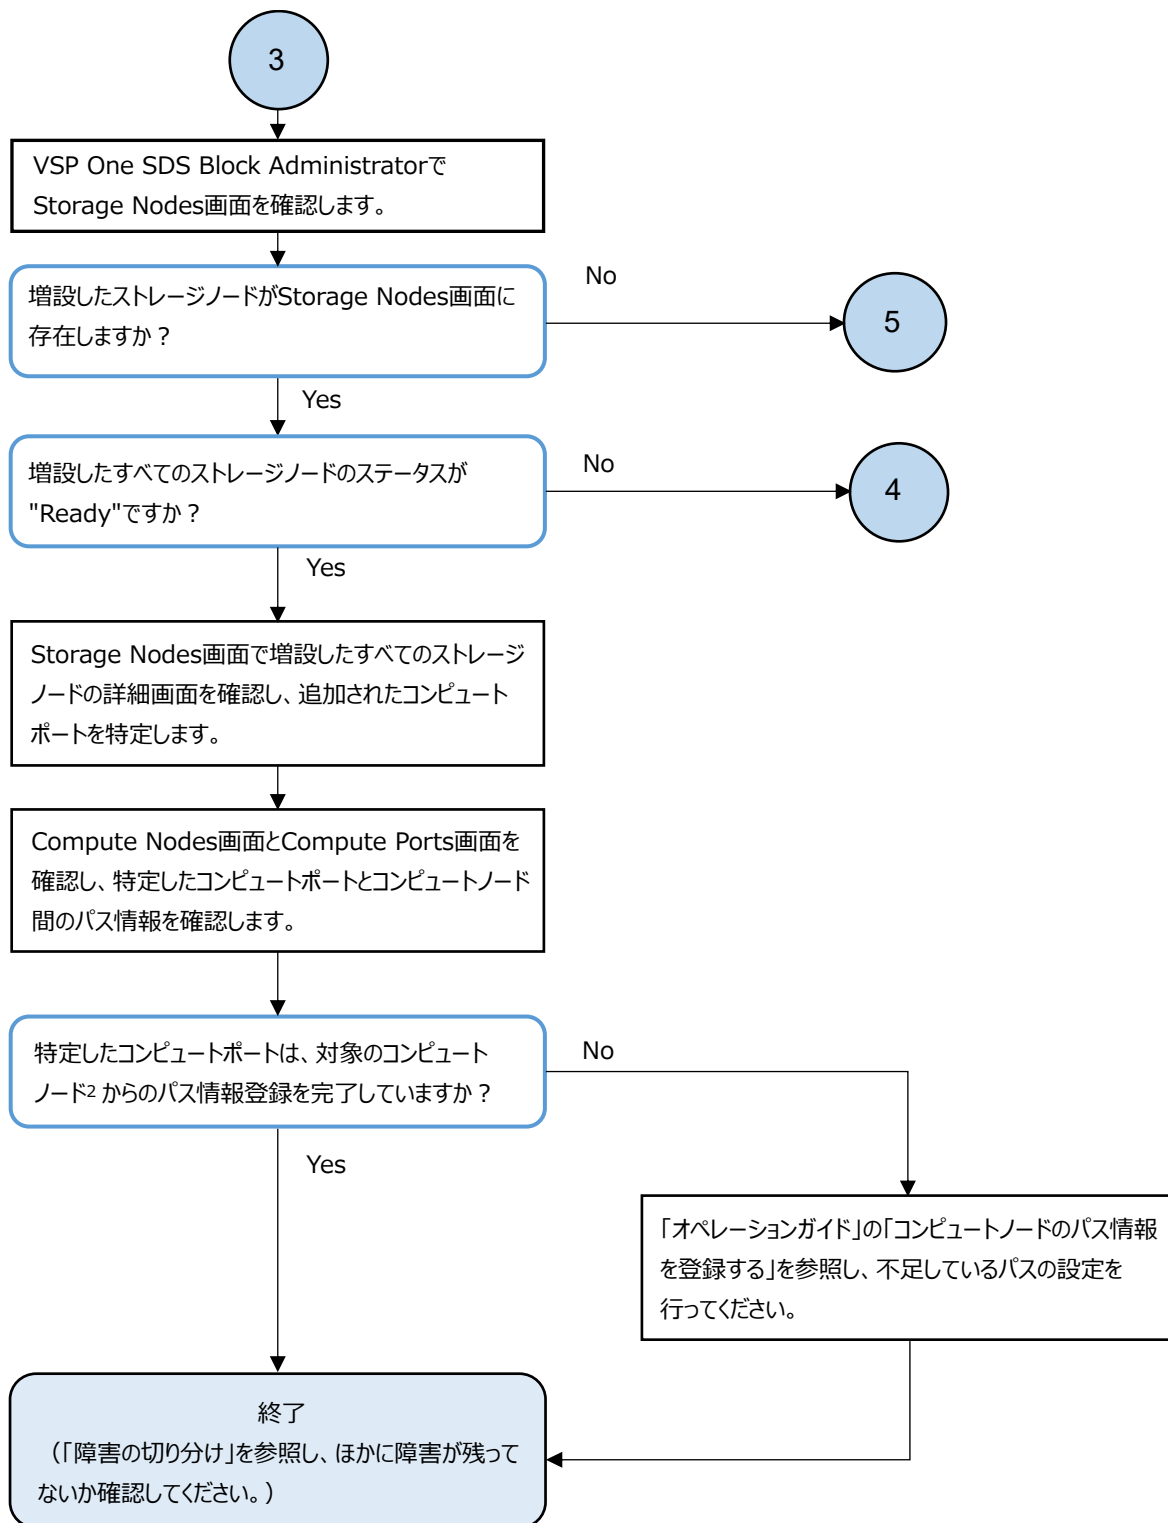 3
VSP One SDS Block Administratorで
Storage Nodes画面を確認します。
増設したストレージノードがStorage Nodes画面に
存在しますか？
No
5
Yes
増設したすべてのストレージノードのステータスが
"Ready"ですか？
No
4
Yes
Storage Nodes画面で増設したすべてのストレージ
ノードの詳細画面を確認し、追加されたコンピュート
ポートを特定します。
Compute Nodes画面とCompute Ports画面を
確認し、特定したコンピュートポートとコンピュートノード
間のパス情報を確認します。
特定したコンピュートポートは、対象のコンピュート
ノード2 からのパス情報登録を完了していますか？
No
Yes
「オペレーションガイド」の「コンピュートノードのパス情報
を登録する」を参照し、不足しているパスの設定を
行ってください。
終了
（「障害の切り分け」を参照し、ほかに障害が残って
ないか確認してください。）